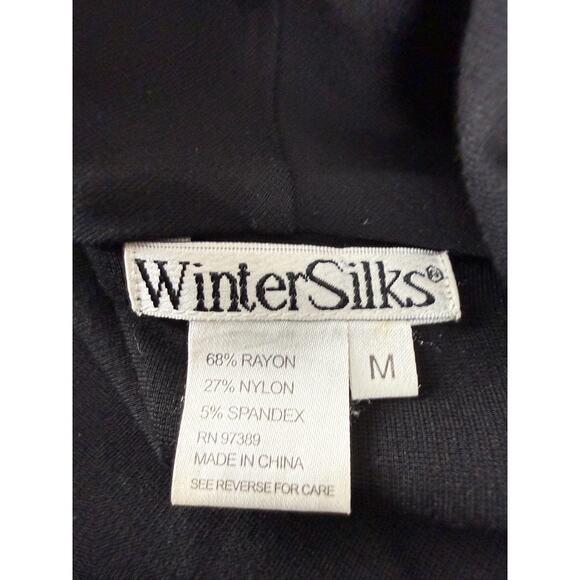 WinterSilks®
68% RAYON
27% NYLON
5% SPANDEX
RN 97389
MADE IN CHINA
SEE REVERSE FOR CARE
M